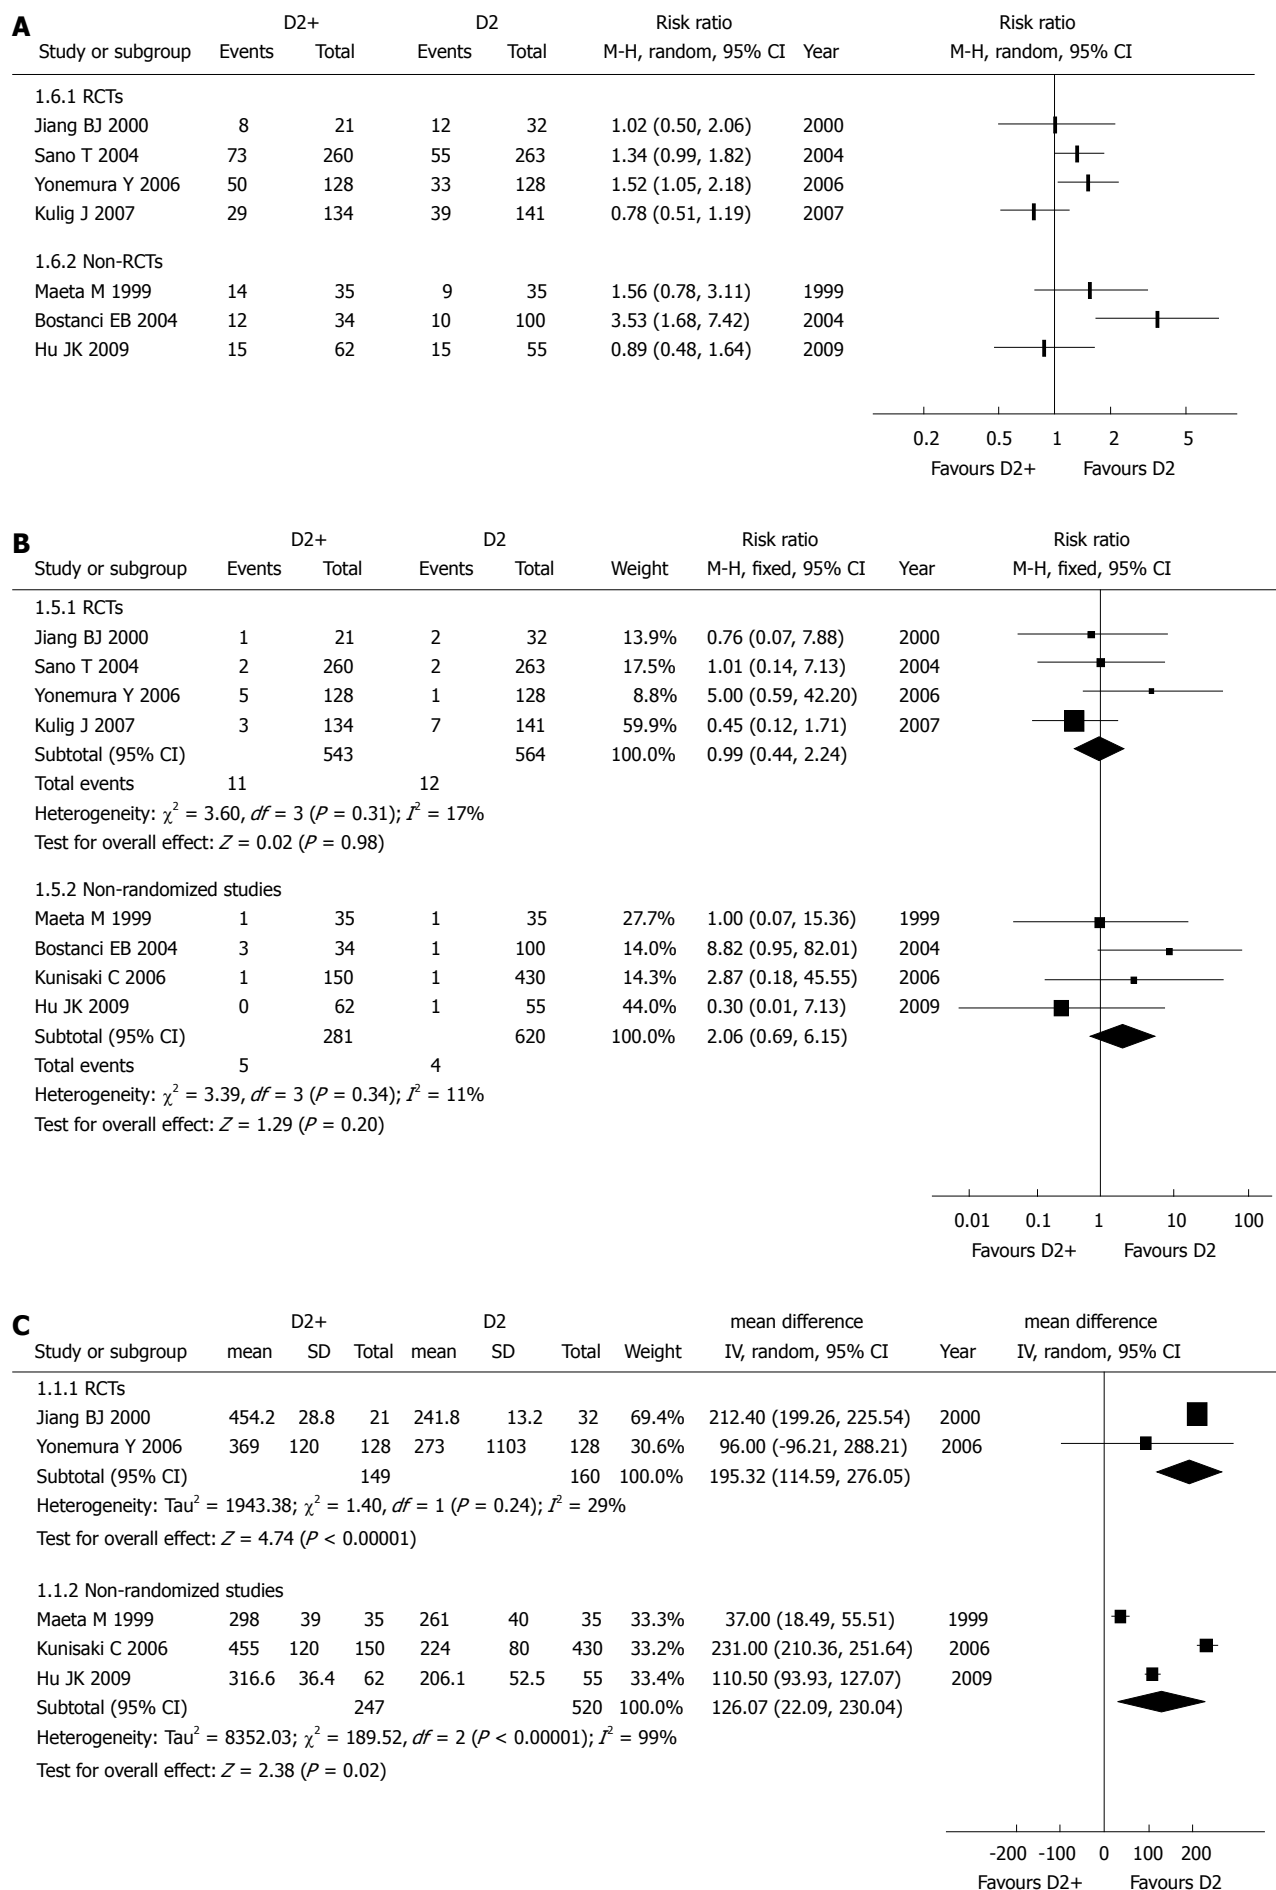 A
D2+ D2 Risk ratio Risk ratio
Study or subgroup Events Total Events Total M-H, random, 95% CI Year M-H, random, 95% CI
1.6.1 RCTs
Jiang BJ 2000 8 21 12 32 1.02 (0.50, 2.06) 2000
Sano T 2004 73 260 55 263 1.34 (0.99, 1.82) 2004
Yonemura Y 2006 50 128 33 128 1.52 (1.05, 2.18) 2006
Kulig J 2007 29 134 39 141 0.78 (0.51, 1.19) 2007
1.6.2 Non-RCTs
Maeta M 1999 14 35 9 35 1.56 (0.78, 3.11) 1999
Bostanci EB 2004 12 34 10 100 3.53 (1.68, 7.42) 2004
Hu JK 2009 15 62 15 55 0.89 (0.48, 1.64) 2009
0.2 0.5 1 2 5
Favours D2+ Favours D2
B
D2+ D2 Risk ratio Risk ratio
Study or subgroup Events Total Events Total Weight M-H, fixed, 95% CI Year M-H, fixed, 95% CI
1.5.1 RCTs
Jiang BJ 2000 1 21 2 32 13.9% 0.76 (0.07, 7.88) 2000
Sano T 2004 2 260 2 263 17.5% 1.01 (0.14, 7.13) 2004
Yonemura Y 2006 5 128 1 128 8.8% 5.00 (0.59, 42.20) 2006
Kulig J 2007 3 134 7 141 59.9% 0.45 (0.12, 1.71) 2007
Subtotal (95% CI) 543 564 100.0% 0.99 (0.44, 2.24)
Total events 11 12
Heterogeneity: χ² = 3.60, df = 3 (P = 0.31); I² = 17%
Test for overall effect: Z = 0.02 (P = 0.98)
1.5.2 Non-randomized studies
Maeta M 1999 1 35 1 35 27.7% 1.00 (0.07, 15.36) 1999
Bostanci EB 2004 3 34 1 100 14.0% 8.82 (0.95, 82.01) 2004
Kunisaki C 2006 1 150 1 430 14.3% 2.87 (0.18, 45.55) 2006
Hu JK 2009 0 62 1 55 44.0% 0.30 (0.01, 7.13) 2009
Subtotal (95% CI) 281 620 100.0% 2.06 (0.69, 6.15)
Total events 5 4
Heterogeneity: χ² = 3.39, df = 3 (P = 0.34); I² = 11%
Test for overall effect: Z = 1.29 (P = 0.20)
0.01 0.1 1 10 100
Favours D2+ Favours D2
C
D2+ D2 mean difference mean difference
Study or subgroup mean SD Total mean SD Total Weight IV, random, 95% CI Year IV, random, 95% CI
1.1.1 RCTs
Jiang BJ 2000 454.2 28.8 21 241.8 13.2 32 69.4% 212.40 (199.26, 225.54) 2000
Yonemura Y 2006 369 120 128 273 1103 128 30.6% 96.00 (-96.21, 288.21) 2006
Subtotal (95% CI) 149 160 100.0% 195.32 (114.59, 276.05)
Heterogeneity: Tau² = 1943.38; χ² = 1.40, df = 1 (P = 0.24); I² = 29%
Test for overall effect: Z = 4.74 (P < 0.00001)
1.1.2 Non-randomized studies
Maeta M 1999 298 39 35 261 40 35 33.3% 37.00 (18.49, 55.51) 1999
Kunisaki C 2006 455 120 150 224 80 430 33.2% 231.00 (210.36, 251.64) 2006
Hu JK 2009 316.6 36.4 62 206.1 52.5 55 33.4% 110.50 (93.93, 127.07) 2009
Subtotal (95% CI) 247 520 100.0% 126.07 (22.09, 230.04)
Heterogeneity: Tau² = 8352.03; χ² = 189.52, df = 2 (P < 0.00001); I² = 99%
Test for overall effect: Z = 2.38 (P = 0.02)
-200 -100 0 100 200
Favours D2+ Favours D2